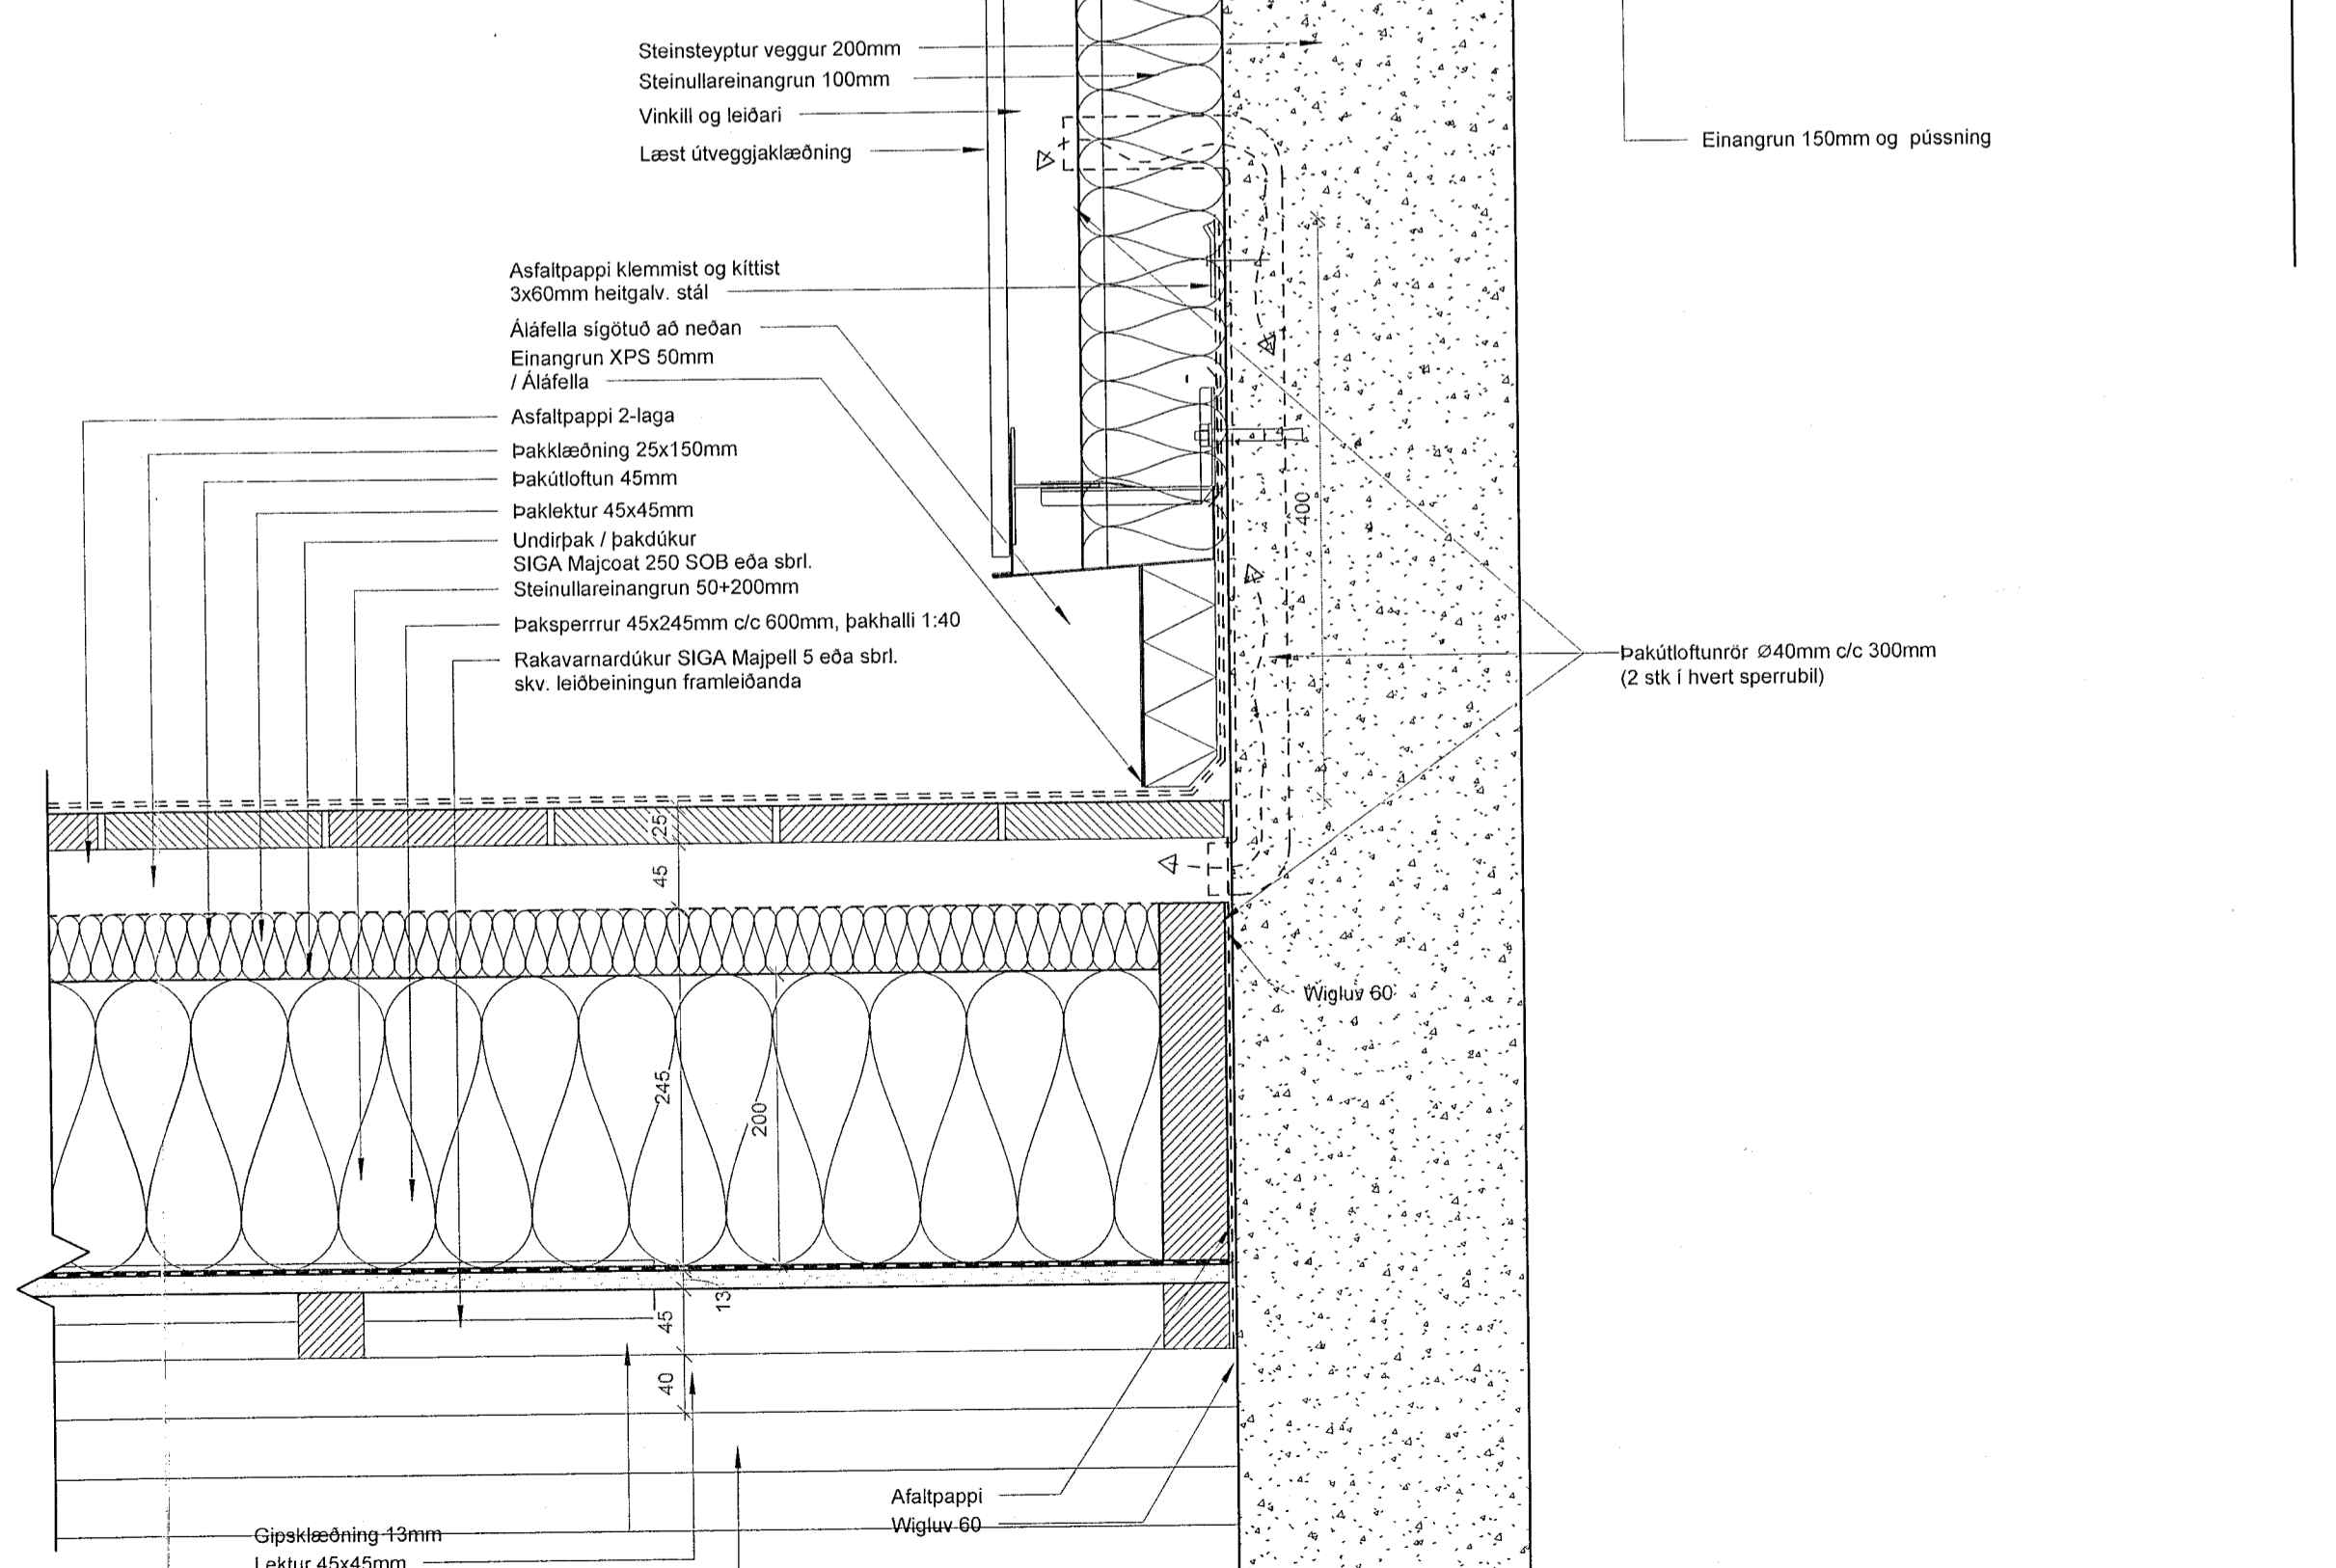 Steinsteyptur veggur 200mm
Steinullareinangrun 100mm
Vinkill og leiðari
Læst útveggjaklæðning
Einangrun 150mm og pússning
Asfaltpappi klemmist og kíttist
3x60mm heitgalv. stál
Áláfella sígötuð að neðan
Einangrun XPS 50mm
/ Áláfella
Asfaltpappi 2-laga
Þakklæðning 25x150mm
Þakútloftun 45mm
Þaklektur 45x45mm
Undirþak / þakdúkur
SIGA Majcoat 250 SOB eða sbrl.
Steinullareinangrun 50+200mm
Þaksperrrur 45x245mm c/c 600mm, þakhalli 1:40
Rakavarnardúkur SIGA Majpell 5 eða sbrl.
skv. leiðbeiningun framleiðanda
400
Þakútloftunrör Ø40mm c/c 300mm
(2 stk í hvert sperrubil)
25
45
Wigluv 60
245
200
13
45
40
Afaltpappi
Wigluv 60
Gipsklæðning 13mm
Lektur 45x45mm